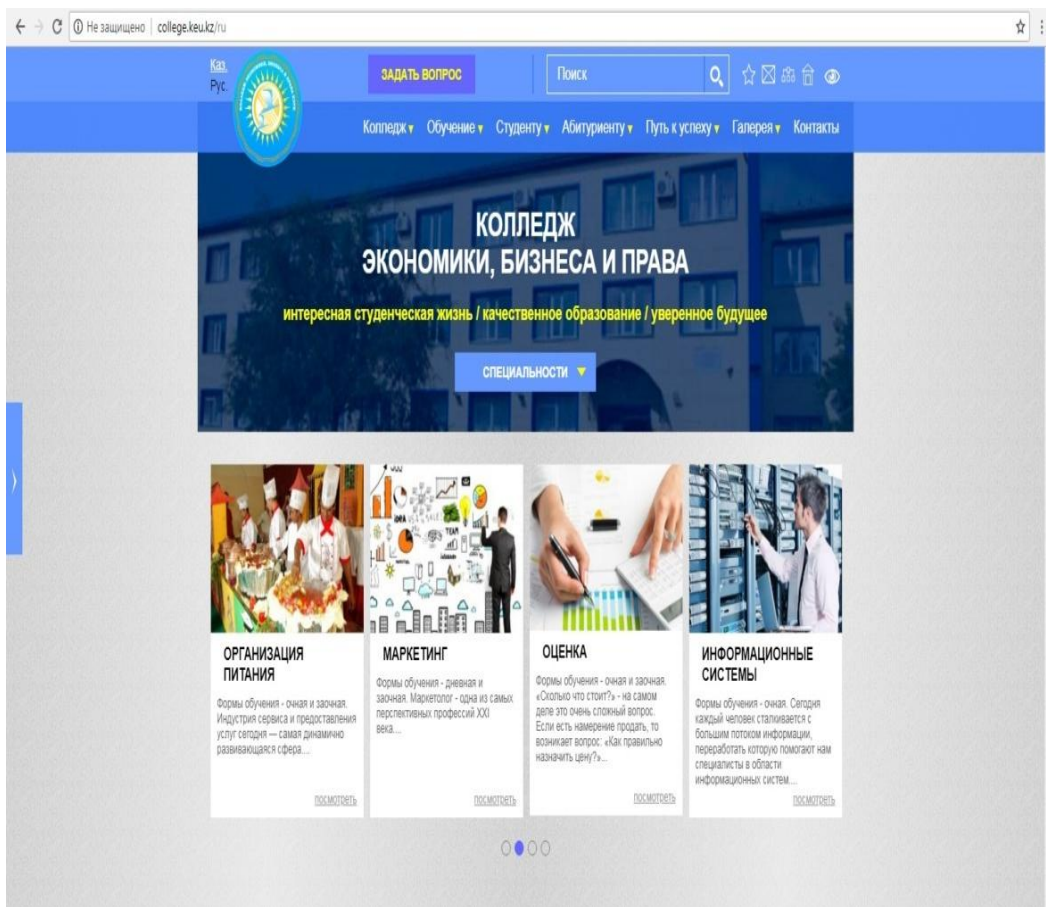 Не защищено | college.keu.kz/ru
Каз.
Рус.
ЗАДАТЬ ВОПРОС
Поиск
Колледж Обучение Студенту Абитуриенту Путь к успеху Галерея Контакты
КОЛЛЕДЖ
ЭКОНОМИКИ, БИЗНЕСА И ПРАВА
интересная студенческая жизнь / качественное образование / уверенное будущее
СПЕЦИАЛЬНОСТИ
ОРГАНИЗАЦИЯ
ПИТАНИЯ
Формы обучения - очная и заочная.
Индустрия сервиса и предоставления
услуг сегодня — самая динамично
развивающаяся сфера....
посмотреть
IDEA
SALE
TEAM
МАРКЕТИНГ
Формы обучения - дневная и
заочная. Маркетолог - одна из самых
перспективных профессий XXI
века....
посмотреть
ОЦЕНКА
Формы обучения - очная и заочная.
«Сколько что стоит?» - на самом
деле это очень сложный вопрос.
Если есть намерение продать, то
возникает вопрос: «Как правильно
назначить цену?»...
посмотреть
ИНФОРМАЦИОННЫЕ
СИСТЕМЫ
Формы обучения - очная. Сегодня
каждый человек сталкивается с
большим потоком информации,
переработать которую помогают нам
специалисты в области
информационных систем....
посмотреть